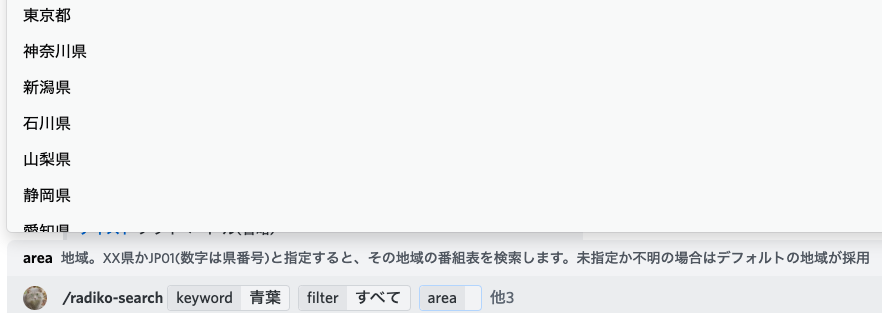 東京都
神奈川県
新潟県
石川県
山梨県
静岡県
愛知県
area 地域。XX県かJP01(数字は県番号)と指定すると、その地域の番組表を検索します。未指定か不明の場合はデフォルトの地域が採用
/radiko-search keyword 青葉 filter すべて area 他3